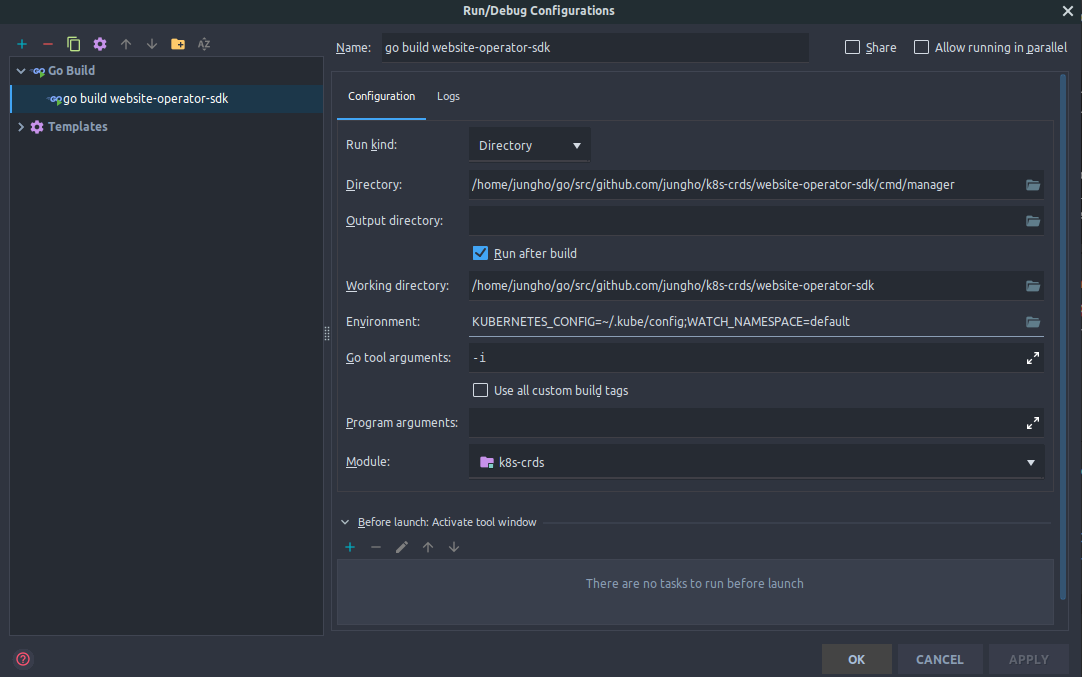 Run/Debug Configurations
Name: go build website-operator-sdk Share Allow running in parallel
Go Build
go build website-operator-sdk
Templates
Configuration Logs
Run kind: Directory
Directory: /home/jungho/go/src/github.com/jungho/k8s-crds/website-operator-sdk/cmd/manager
Output directory:
Run after build
Working directory: /home/jungho/go/src/github.com/jungho/k8s-crds/website-operator-sdk
Environment: KUBERNETES_CONFIG=~/.kube/config;WATCH_NAMESPACE=default
Go tool arguments: -i
Use all custom build tags
Program arguments:
Module: k8s-crds
Before launch: Activate tool window
There are no tasks to run before launch
OK CANCEL APPLY